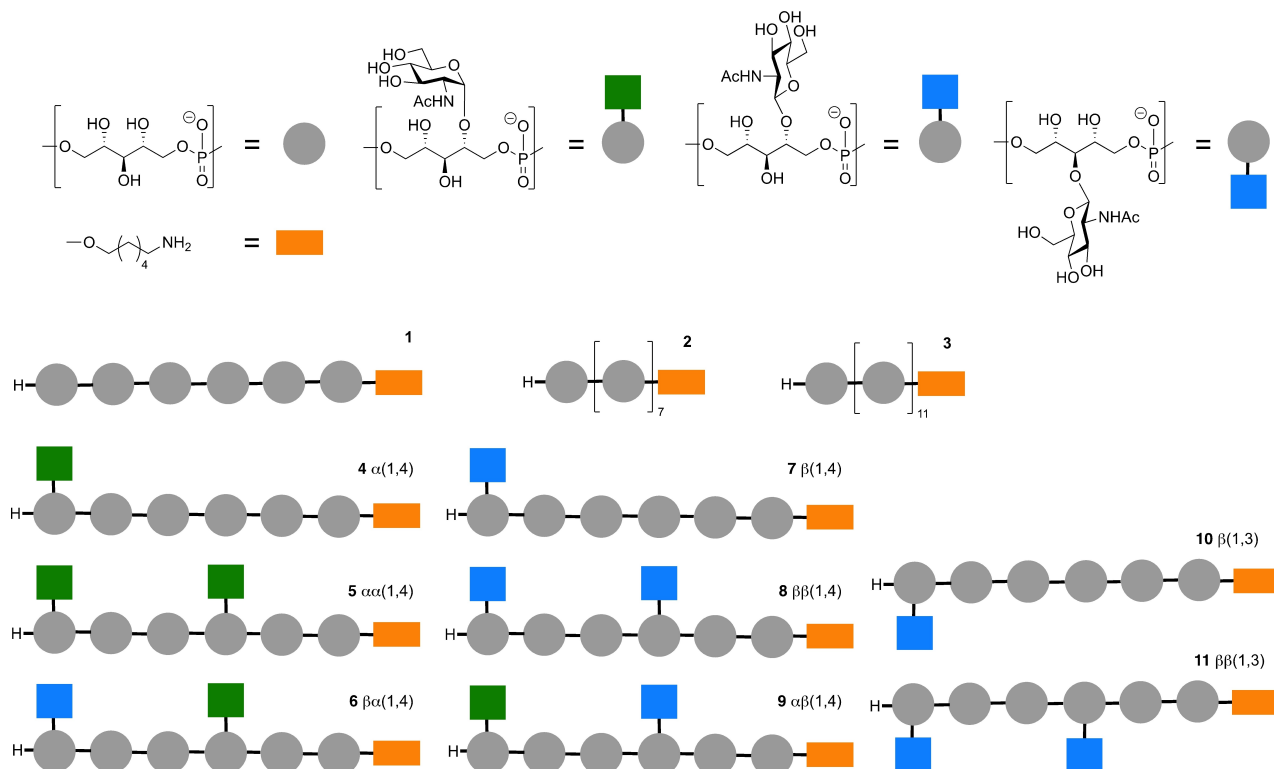 HO HO
O O P O⊖ O
OH
=
HO
HO
HO
O
AcHN
O
HO
O O P O⊖ O
OH
=
OH
HO
HO
OH
AcHN
O
O
HO
O O P O⊖ O
OH
=
HO HO
O O P O⊖ O
O
O
NHAc
HO
HO
OH
=
O NH2
4
=
1
H
2
H
7
3
H
11
4 α(1,4)
H
7 β(1,4)
H
10 β(1,3)
H
5 αα(1,4)
H
8 ββ(1,4)
H
11 ββ(1,3)
H
6 βα(1,4)
H
9 αβ(1,4)
H